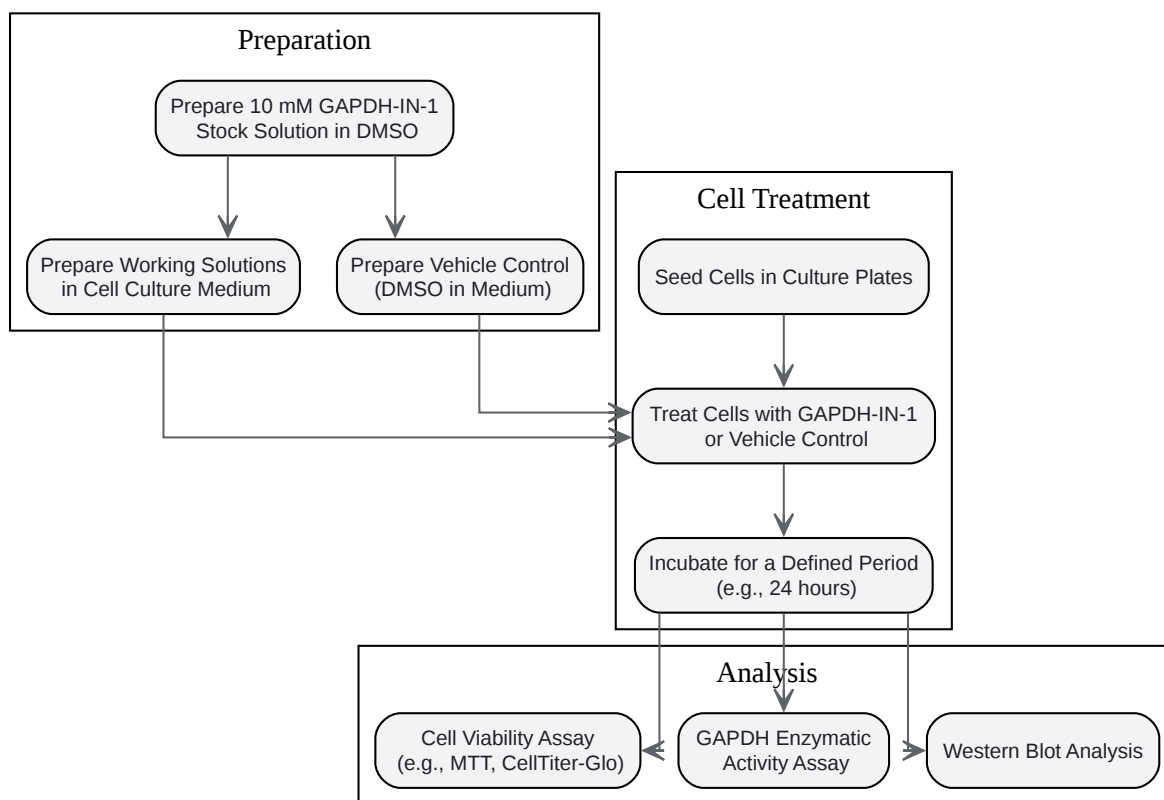 Preparation
Prepare 10 mM GAPDH-IN-1
Stock Solution in DMSO
Prepare Working Solutions
in Cell Culture Medium
Prepare Vehicle Control
(DMSO in Medium)
Cell Treatment
Seed Cells in Culture Plates
Treat Cells with GAPDH-IN-1
or Vehicle Control
Incubate for a Defined Period
(e.g., 24 hours)
Analysis
Cell Viability Assay
(e.g., MTT, CellTiter-Glo)
GAPDH Enzymatic
Activity Assay
Western Blot Analysis